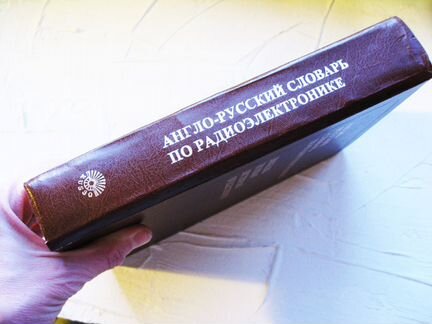 АНГЛО-РУССКИЙ СЛОВАРЬ
ПО РАДИОЭЛЕКТРОНИКЕ